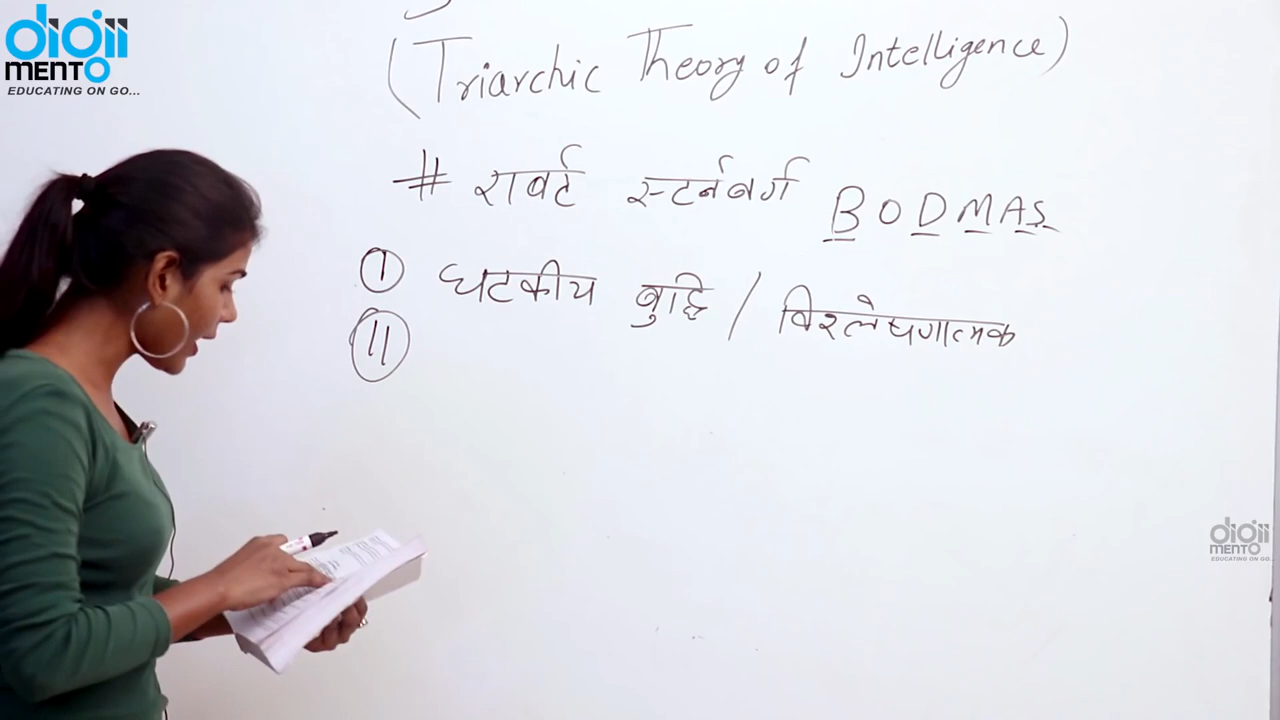 digii
MENTO
EDUCATING ON GO...
(Triarchic Theory of Intelligence)
# राबर्ट स्टर्नबर्ग BODMAS
I घटकीय बुद्धि / विश्लेषणात्मक
II
digii
MENTO
EDUCATING ON GO...